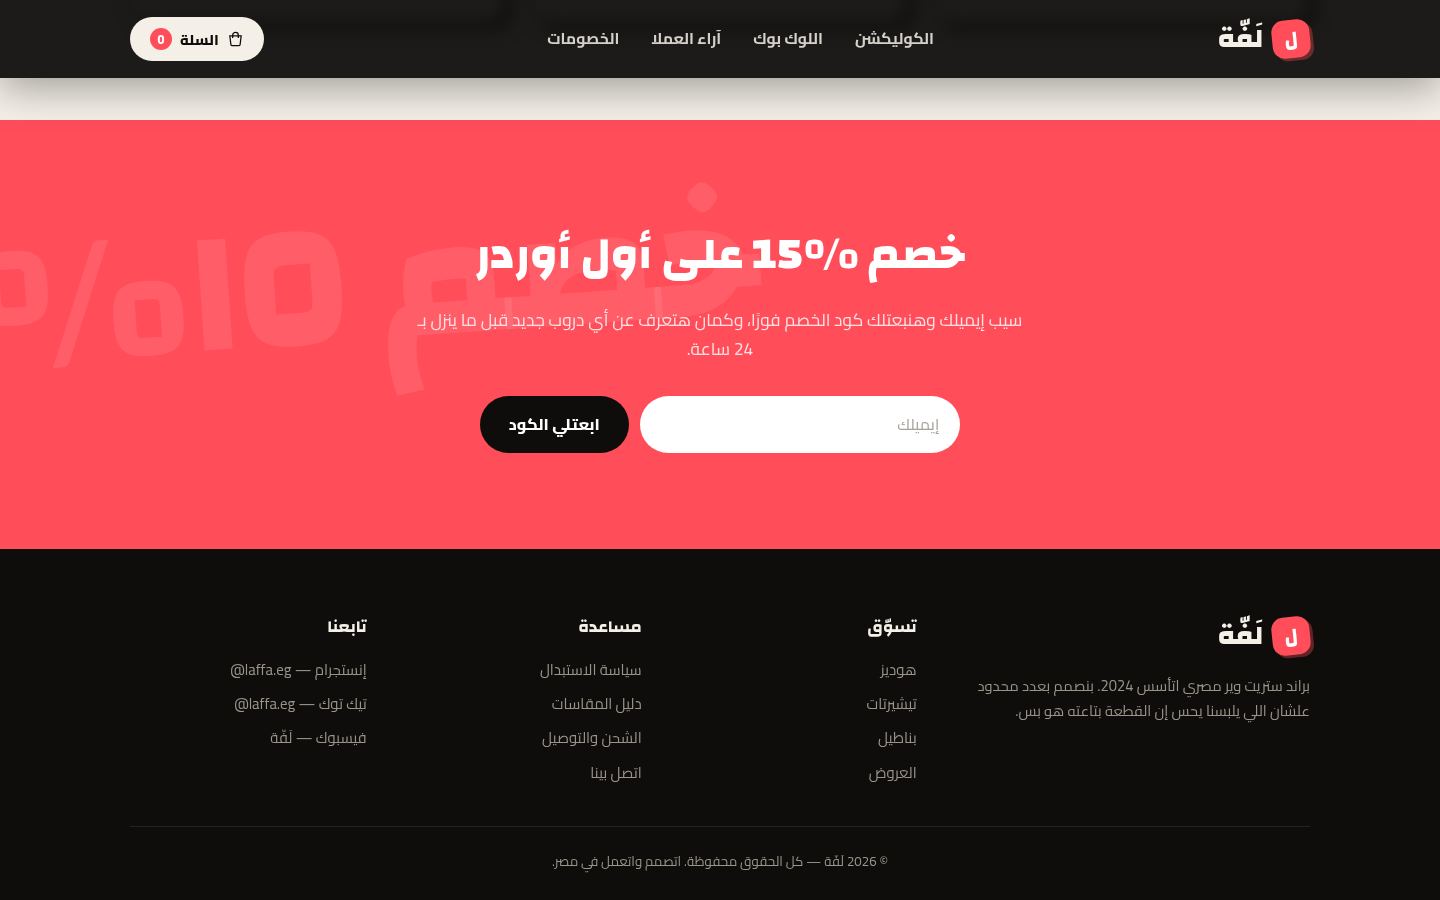 ل لَفّة
الكوليكشن
اللوك بوك
آراء العملا
الخصومات
السلة 0
خصم ١٥%
خصم 15% على أول أوردر
سيب إيميلك وهنبعتلك كود الخصم فورًا، وكمان هتعرف عن أي دروب جديد قبل ما ينزل بـ
24 ساعة.
إيميلك
ابعتلي الكود
ل لَفّة
براند ستريت وير مصري اتأسس 2024. بنصمم بعدد محدود
علشان اللي يلبسنا يحس إن القطعة بتاعته هو بس.
تسوّق
هوديز
تيشيرتات
بناطيل
العروض
مساعدة
سياسة الاستبدال
دليل المقاسات
الشحن والتوصيل
اتصل بينا
تابعنا
إنستجرام — laffa.eg@
تيك توك — laffa.eg@
فيسبوك — لَفّة
© 2026 لَفّة — كل الحقوق محفوظة. اتصمم واتعمل في مصر.